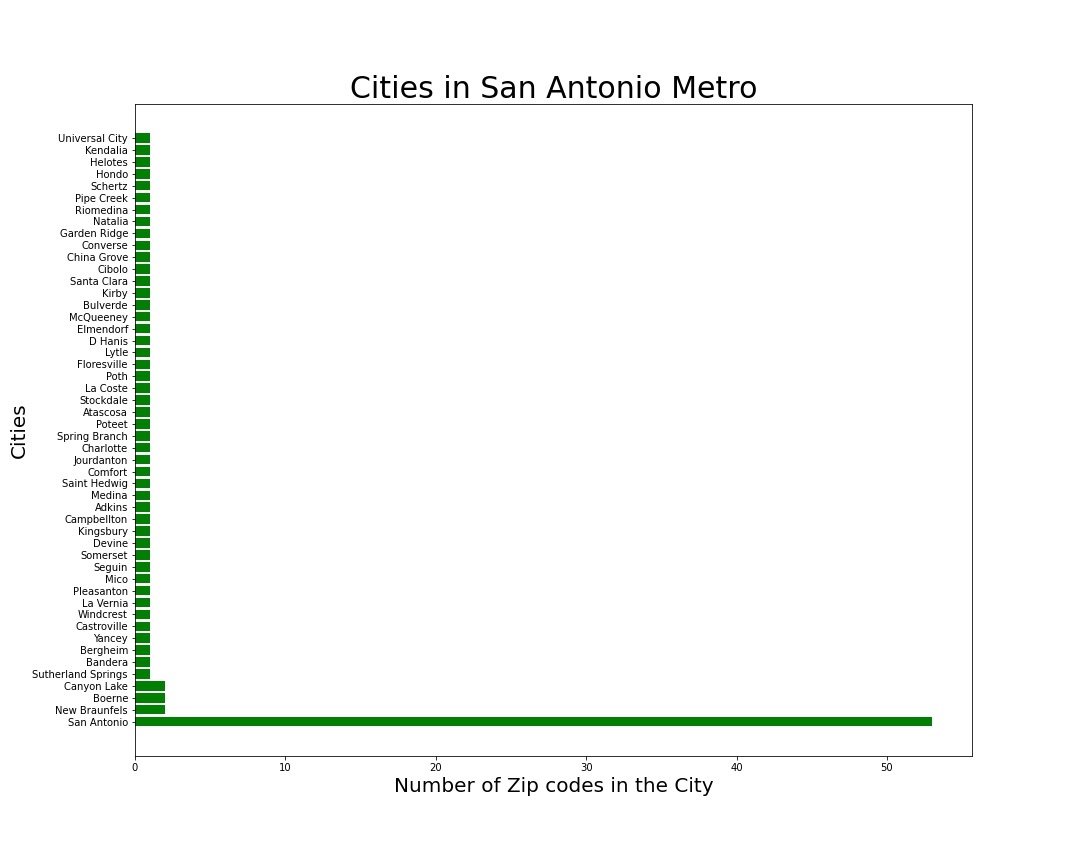 Cities in San Antonio Metro
Universal City
Kendalia
Helotes
Hondo
Schertz
Pipe Creek
Riomedina
Natalia
Garden Ridge
Converse
China Grove
Cibolo
Santa Clara
Kirby
Bulverde
McQueeney
Elmendorf
D Hanis
Lytle
Floresville
Poth
La Coste
Stockdale
Atascosa
Poteet
Spring Branch
Charlotte
Jourdanton
Comfort
Saint Hedwig
Medina
Adkins
Campbellton
Kingsbury
Devine
Somerset
Seguin
Mico
Pleasanton
La Vernia
Windcrest
Castroville
Yancey
Bergheim
Bandera
Sutherland Springs
Canyon Lake
Boerne
New Braunfels
San Antonio
Cities
0 10 20 30 40 50
Number of Zip codes in the City